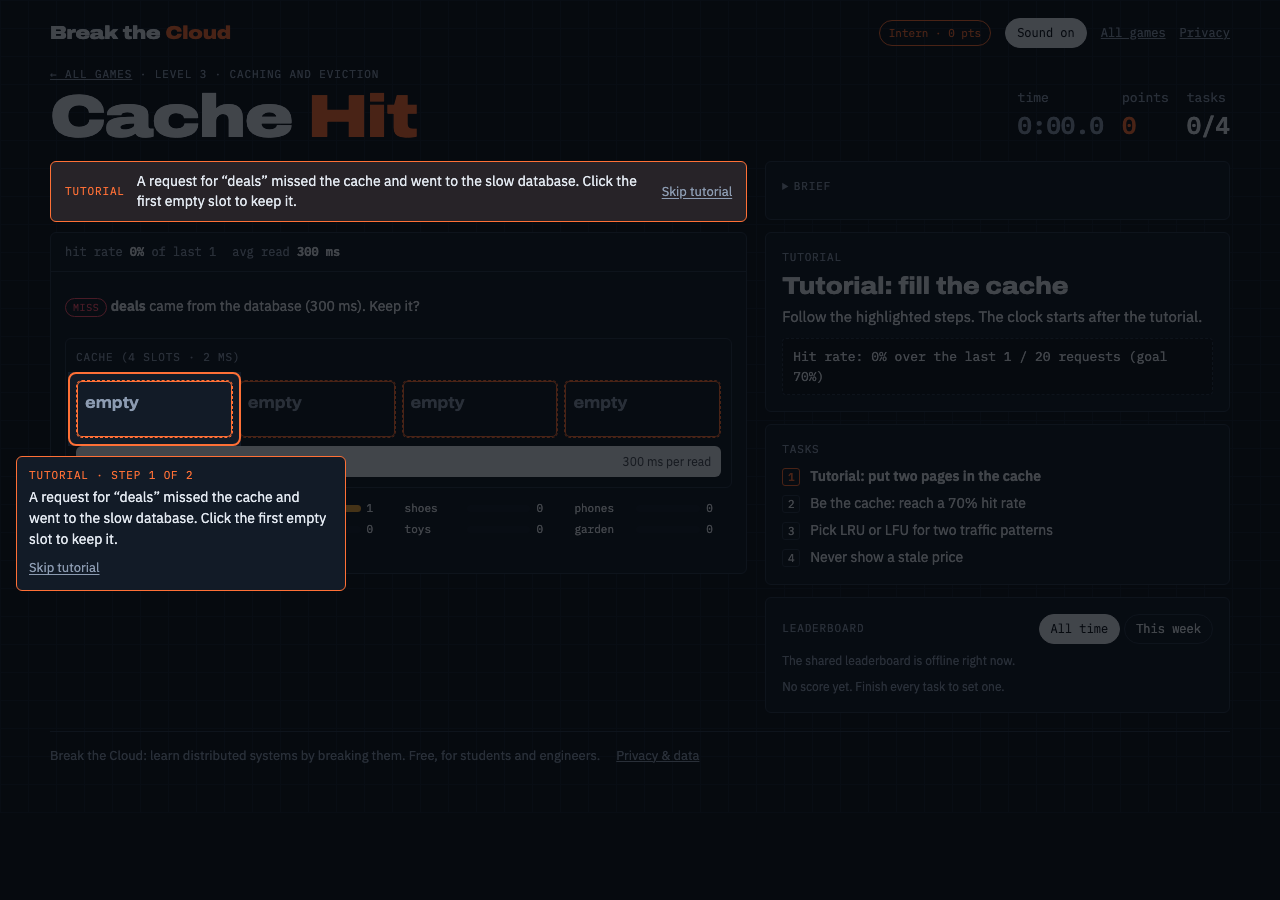 Break the Cloud
Intern · 0 pts
Sound on
All games
Privacy
← ALL GAMES · LEVEL 3 · CACHING AND EVICTION
Cache Hit
time
0:00.0
points
0
tasks
0/4
TUTORIAL
A request for “deals” missed the cache and went to the slow database. Click the
first empty slot to keep it.
Skip tutorial
hit rate 0% of last 1 avg read 300 ms
MISS deals came from the database (300 ms). Keep it?
CACHE (4 SLOTS · 2 MS)
empty
empty
empty
empty
300 ms per read
1
shoes 0
phones 0
0
toys 0
garden 0
TUTORIAL · STEP 1 OF 2
A request for “deals” missed the cache and
went to the slow database. Click the first empty
slot to keep it.
Skip tutorial
▶ BRIEF
TUTORIAL
Tutorial: fill the cache
Follow the highlighted steps. The clock starts after the tutorial.
Hit rate: 0% over the last 1 / 20 requests (goal
70%)
TASKS
1 Tutorial: put two pages in the cache
2 Be the cache: reach a 70% hit rate
3 Pick LRU or LFU for two traffic patterns
4 Never show a stale price
LEADERBOARD
All time
This week
The shared leaderboard is offline right now.
No score yet. Finish every task to set one.
Break the Cloud: learn distributed systems by breaking them. Free, for students and engineers.
Privacy & data